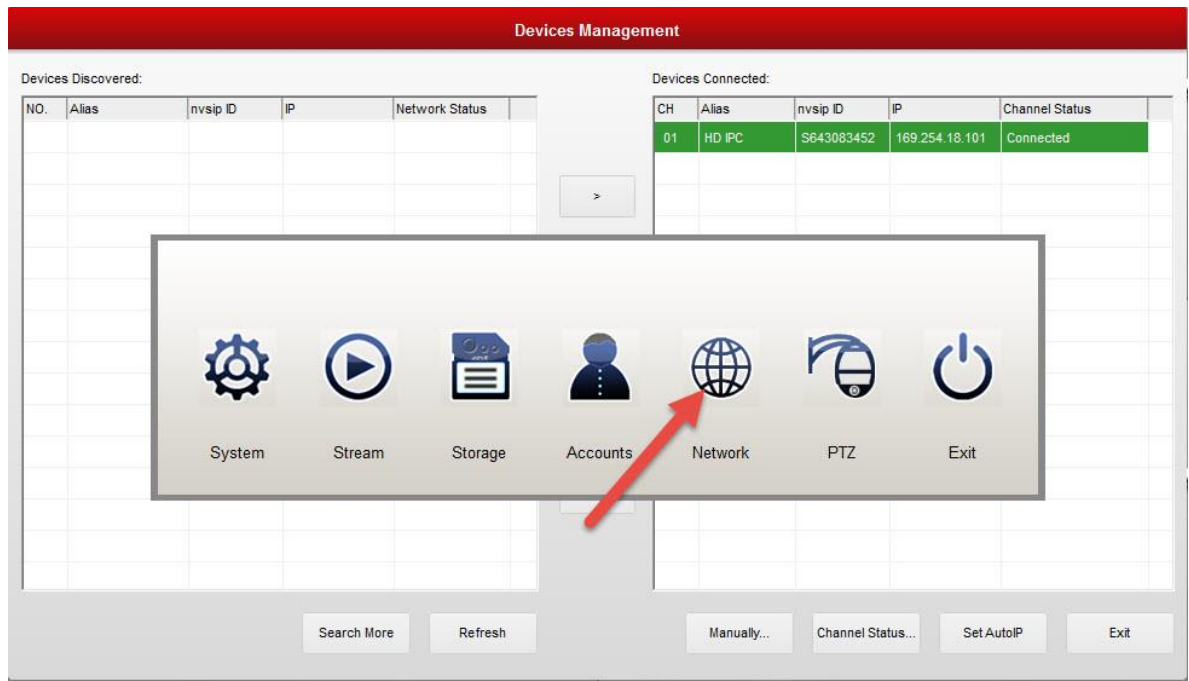 Devices Management
Devices Discovered:
Devices Connected:
NO. Alias nvsip ID IP Network Status
CH Alias nvsip ID IP Channel Status
01 HD IPC S643083452 169.254.18.101 Connected
>
System Stream Storage Accounts Network PTZ Exit
Search More Refresh Manually... Channel Status... Set AutoIP Exit